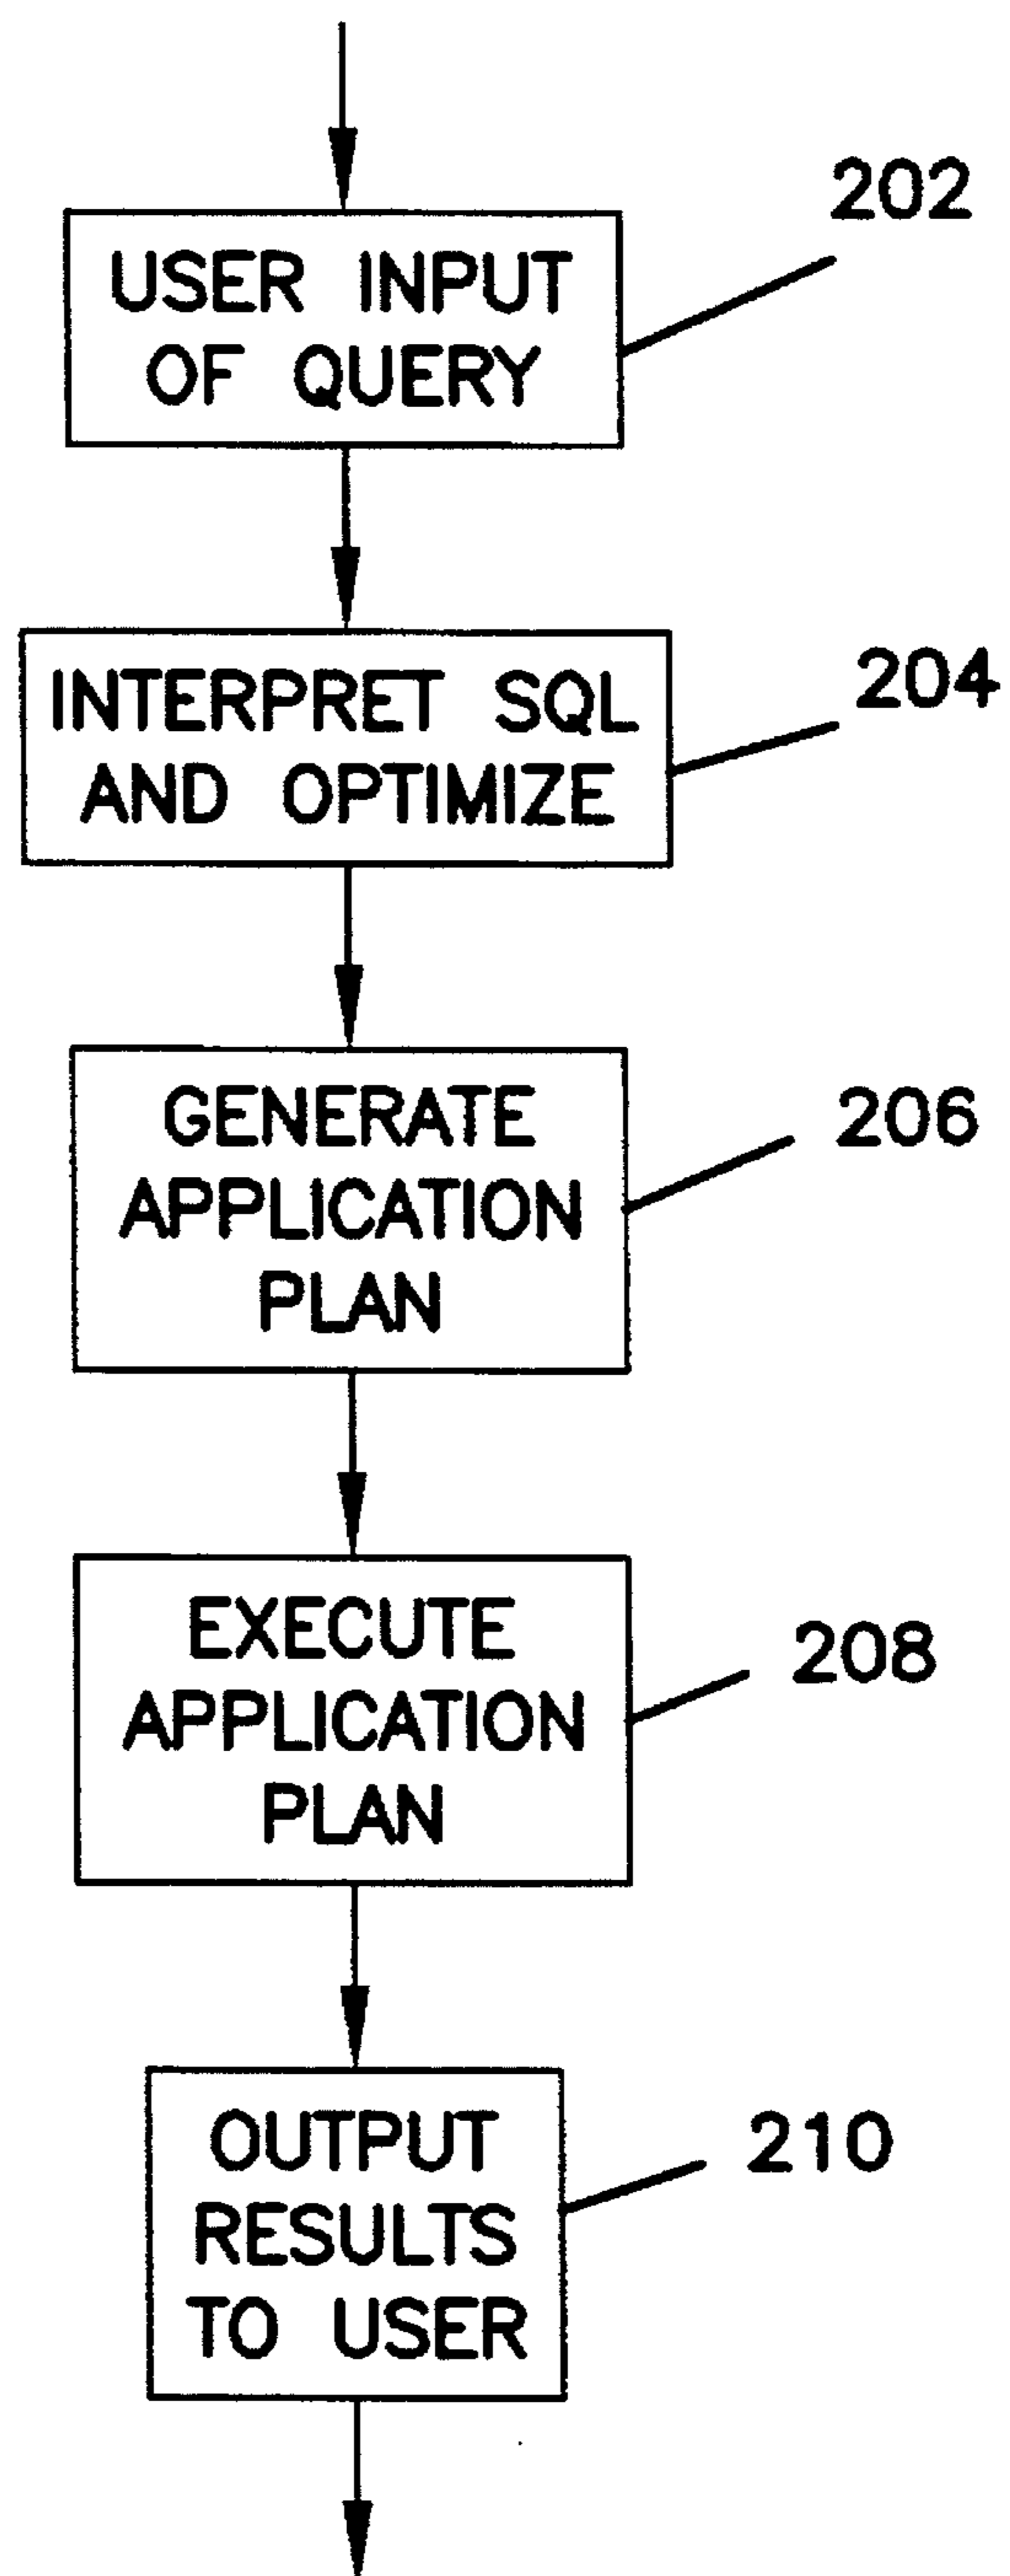 202
USER INPUT
OF QUERY
204
INTERPRET SQL
AND OPTIMIZE
206
GENERATE
APPLICATION
PLAN
208
EXECUTE
APPLICATION
PLAN
210
OUTPUT
RESULTS
TO USER